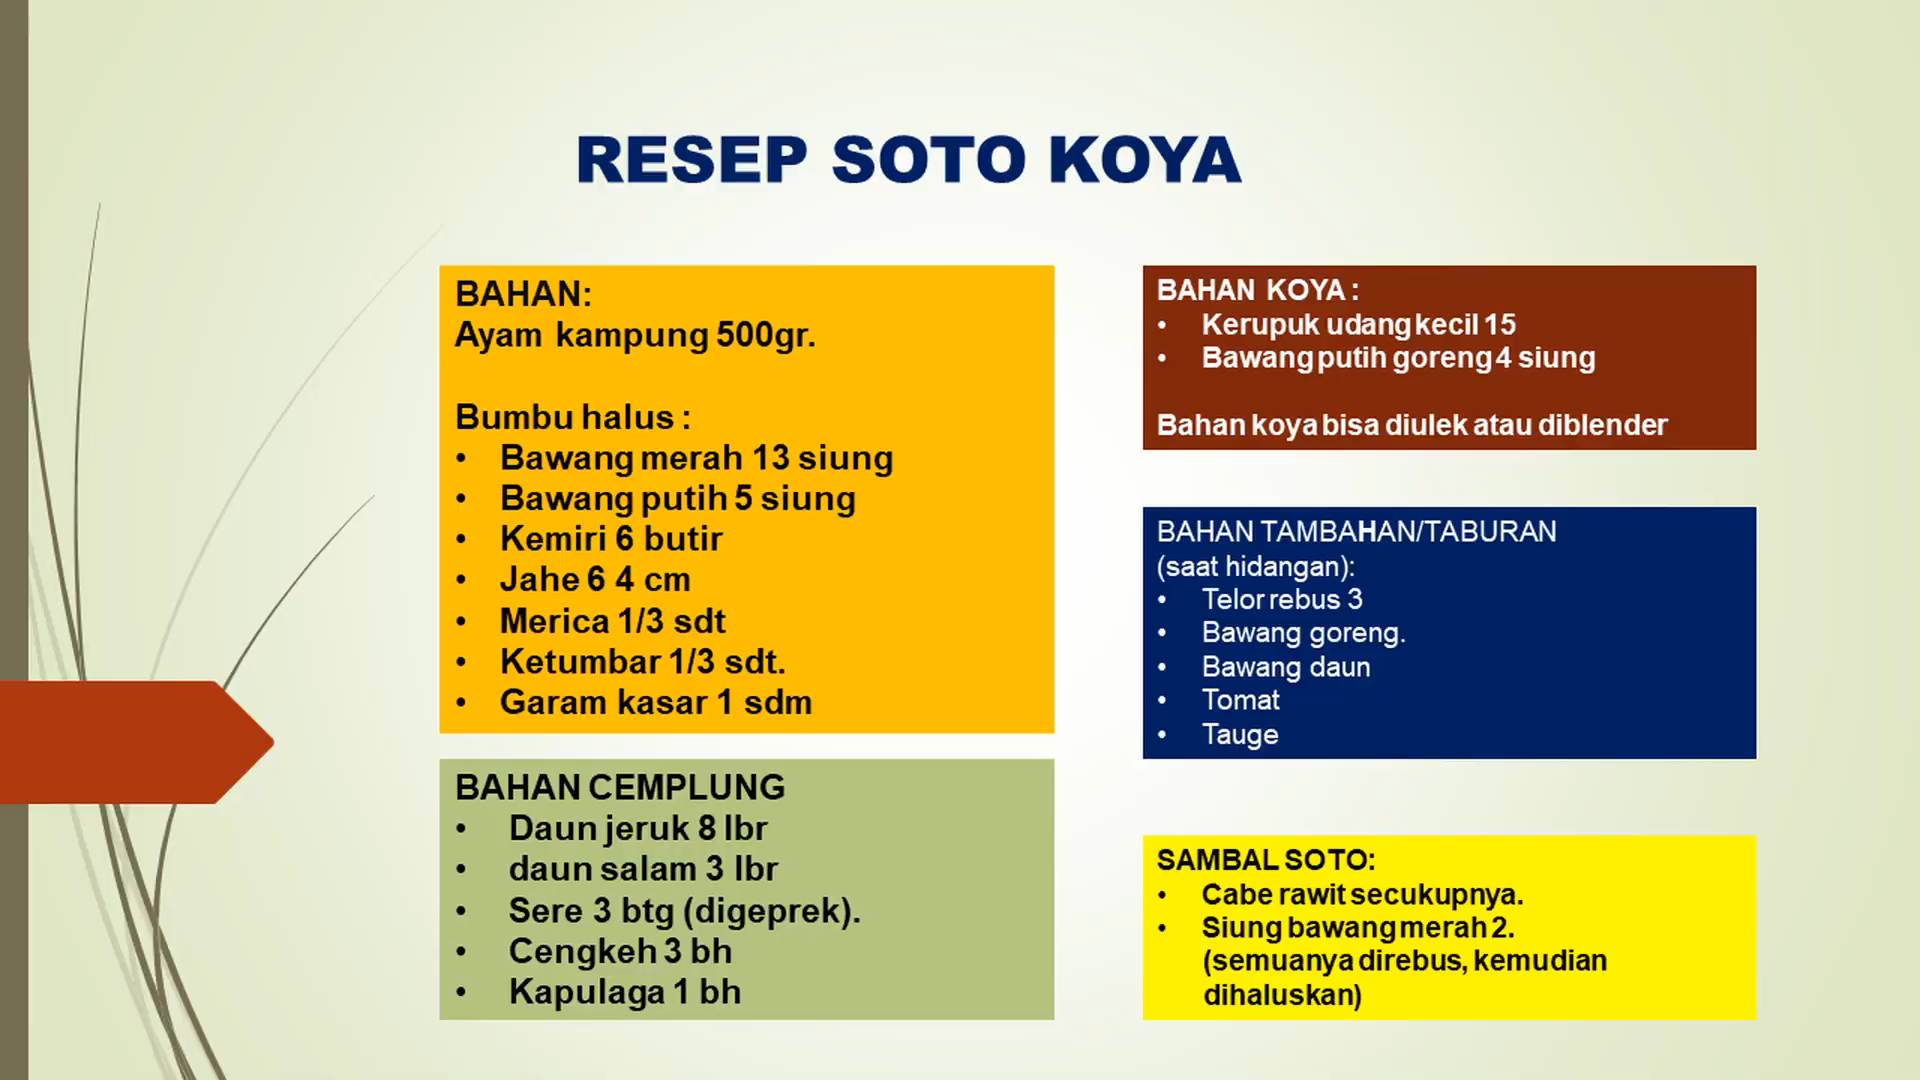 RESEP SOTO KOYA
BAHAN:
Ayam kampung 500gr.
Bumbu halus :
• Bawang merah 13 siung
• Bawang putih 5 siung
• Kemiri 6 butir
• Jahe 6 4 cm
• Merica 1/3 sdt
• Ketumbar 1/3 sdt.
• Garam kasar 1 sdm
BAHAN CEMPLUNG
• Daun jeruk 8 lbr
• daun salam 3 lbr
• Sere 3 btg (digeprek).
• Cengkeh 3 bh
• Kapulaga 1 bh
BAHAN KOYA :
• Kerupuk udang kecil 15
• Bawang putih goreng 4 siung
Bahan koya bisa diulek atau diblender
BAHAN TAMBAHAN/TABURAN
(saat hidangan):
• Telor rebus 3
• Bawang goreng.
• Bawang daun
• Tomat
• Tauge
SAMBAL SOTO:
• Cabe rawit secukupnya.
• Siung bawang merah 2.
(semuanya direbus, kemudian
dihaluskan)